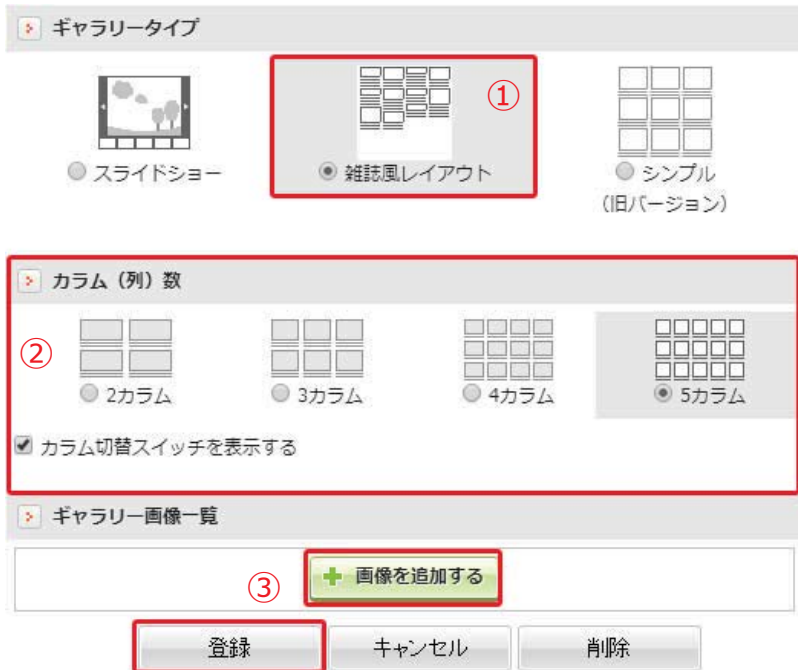 ギャラリータイプ
①
スライドショー
雑誌風レイアウト
シンプル
(旧バージョン)
カラム（列）数
②
2カラム
3カラム
4カラム
5カラム
カラム切替スイッチを表示する
ギャラリー画像一覧
③
画像を追加する
登録
キャンセル
削除